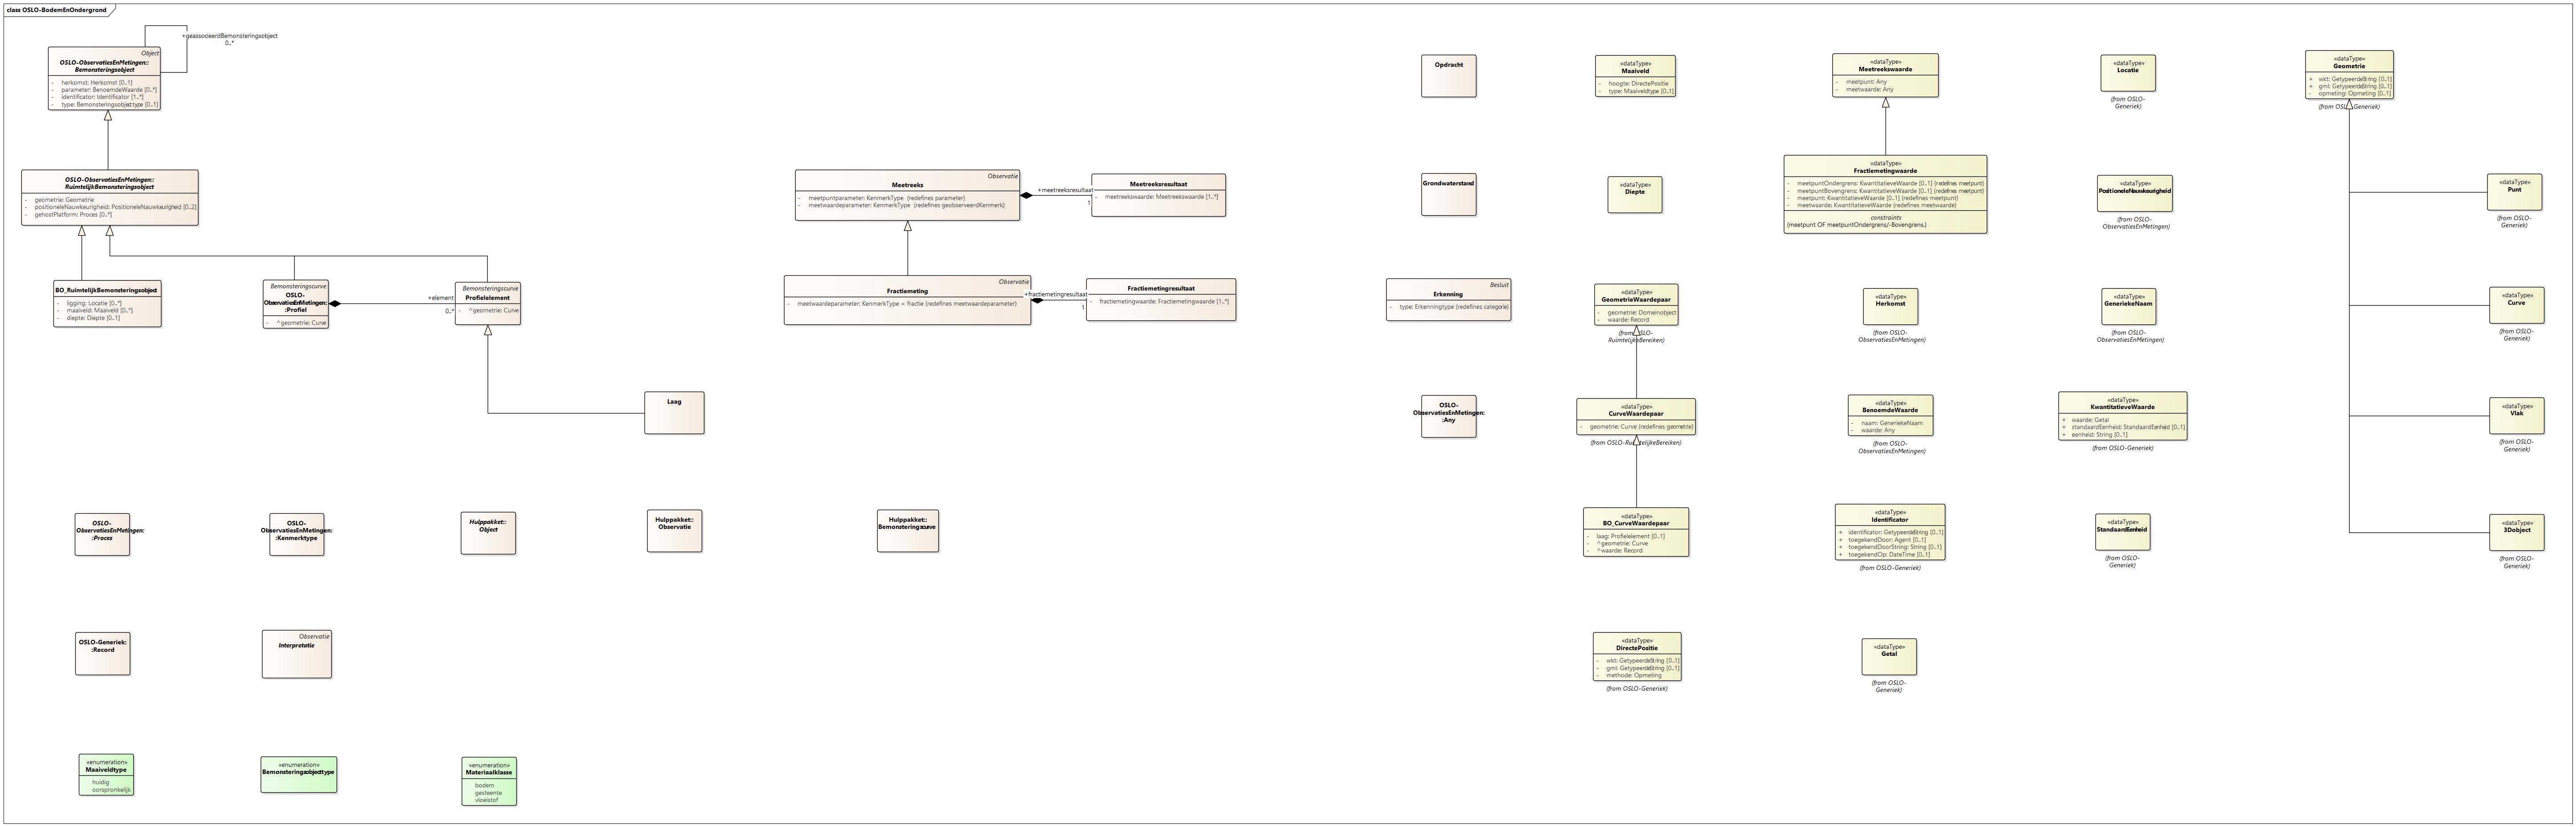 class OSLO-BodemEnOndergrond
+geassocieerdBemonsteringsobject
0..*
Object
OSLO-ObservatiesEnMetingen::
Bemonsteringsobject
- herkomst: Herkomst [0..1]
- parameter: BenoemdeWaarde [0..*]
- identificator: Identificator [1..*]
- type: Bemonsteringsobjecttype [0..1]
OSLO-ObservatiesEnMetingen::
RuimtelijkBemonsteringsobject
- geometrie: Geometrie
- positioneleNauwkeurigheid: PositioneleNauwkeurigheid [0..2]
- gehostPlatform: Proces [0..*]
BO_RuimtelijkBemonsteringsobject
- ligging: Locatie [0..*]
- maaiveld: Maaiveld [0..*]
- diepte: Diepte [0..1]
Bemonsteringscurve
OSLO-
ObservatiesEnMetingen:
:Profiel
- ^geometrie: Curve
+element
0..*
Bemonsteringscurve
Profielelement
- ^geometrie: Curve
Laag
Observatie
Meetreeks
- meetpuntparameter: KenmerkType {redefines parameter}
- meetwaardeparameter: KenmerkType {redefines geobserveerdKenmerk}
+meetreeksresultaat
1
Meetreeksresultaat
- meetreekswaarde: Meetreekswaarde [1..*]
Observatie
Fractiemeting
- meetwaardeparameter: KenmerkType = fractie {redefines meetwaardeparameter}
+fractiemetingresultaat
1
Fractiemetingresultaat
- fractiemetingwaarde: Fractiemetingwaarde [1..*]
OSLO-
ObservatiesEnMetingen:
:Proces
OSLO-
ObservatiesEnMetingen:
:Kenmerktype
Hulppakket::
Object
Hulppakket::
Observatie
Hulppakket::
Bemonsteringscurve
OSLO-Generiek:
:Record
Observatie
Interpretatie
«enumeration»
Maaiveldtype
huidig
oorspronkelijk
«enumeration»
Bemonsteringsobjecttype
«enumeration»
Materiaalklasse
bodem
gesteente
vloeistof
Opdracht
Grondwaterstand
Besluit
Erkenning
- type: Erkenningtype {redefines categorie}
OSLO-
ObservatiesEnMetingen:
:Any
«dataType»
Maaiveld
- hoogte: DirectePositie
- type: Maaiveldtype [0..1]
«dataType»
Diepte
«dataType»
GeometrieWaardepaar
- geometrie: Domeinobject
- waarde: Record
(from OSLO-
RuimtelijkeBereiken)
«dataType»
CurveWaardepaar
- geometrie: Curve {redefines geometrie}
(from OSLO-RuimtelijkeBereiken)
«dataType»
BO_CurveWaardepaar
- laag: Profielelement [0..1]
- ^geometrie: Curve
- ^waarde: Record
«dataType»
DirectePositie
- wkt: GetypeerdeString [0..1]
- gml: GetypeerdeString [0..1]
- methode: Opmeting
(from OSLO-Generiek)
«dataType»
Meetreekswaarde
- meetpunt: Any
- meetwaarde: Any
«dataType»
Fractiemetingwaarde
- meetpuntOndergrens: KwantitatieveWaarde [0..1] {redefines meetpunt}
- meetpuntBovengrens: KwantitatieveWaarde [0..1] {redefines meetpunt}
- meetpunt: KwantitatieveWaarde [0..1] {redefines meetpunt}
- meetwaarde: KwantitatieveWaarde {redefines meetwaarde}
constraints
{meetpunt OF meetpuntOndergrens/-Bovengrens.}
«dataType»
Herkomst
(from OSLO-
ObservatiesEnMetingen)
«dataType»
BenoemdeWaarde
- naam: GeneriekeNaam
- waarde: Any
(from OSLO-
ObservatiesEnMetingen)
«dataType»
Identificator
+ identificator: GetypeerdeString [0..1]
+ toegekendDoor: Agent [0..1]
+ toegekendDoorString: String [0..1]
+ toegekendOp: DateTime [0..1]
(from OSLO-Generiek)
«dataType»
Getal
(from OSLO-
Generiek)
«dataType»
Locatie
(from OSLO-
Generiek)
«dataType»
PositioneleNauwkeurigheid
(from OSLO-
ObservatiesEnMetingen)
«dataType»
GeneriekeNaam
(from OSLO-
ObservatiesEnMetingen)
«dataType»
KwantitatieveWaarde
+ waarde: Getal
+ standaardEenheid: StandaardEenheid [0..1]
+ eenheid: String [0..1]
(from OSLO-Generiek)
«dataType»
StandaardEenheid
(from OSLO-
Generiek)
«dataType»
Geometrie
+ wkt: GetypeerdeString [0..1]
+ gml: GetypeerdeString [0..1]
- opmeting: Opmeting [0..1]
(from OSLO-Generiek)
«dataType»
Punt
(from OSLO-
Generiek)
«dataType»
Curve
(from OSLO-
Generiek)
«dataType»
Vlak
(from OSLO-
Generiek)
«dataType»
3Dobject
(from OSLO-
Generiek)